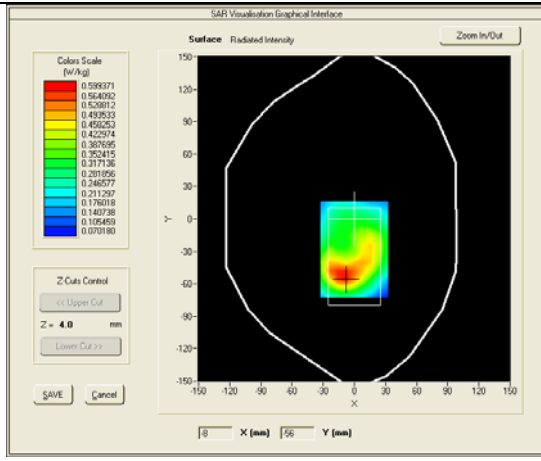 SAR Visualisation Graphical Interface
Surface Radiated Intensity
Zoom In/Out
Colors Scale
(W/kg)
0.599371
0.564092
0.528812
0.493533
0.458253
0.422974
0.387695
0.352415
0.317136
0.281856
0.246577
0.211297
0.176018
0.140738
0.105459
0.070180
Z Cuts Control
<< Upper Cut
Z = 4.0 mm
Lower Cut >>
SAVE Cancel
150
120
90
60
30
0
-30
-60
-90
-120
-150
Y
-150 -120 -90 -60 -30 0 30 60 90 120 150
X
-8 X (mm) -56 Y (mm)